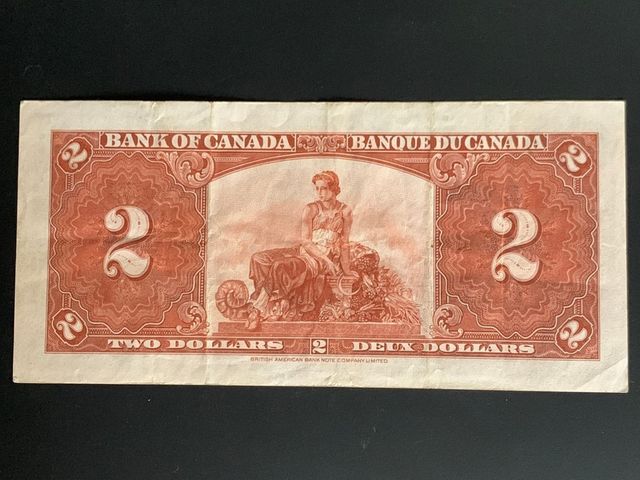 2 BANK OF CANADA BANQUE DU CANADA 2
2 2
2 TWO DOLLARS 2 DEUX DOLLARS 2
BRITISH AMERICAN BANK NOTE COMPANY LIMITED